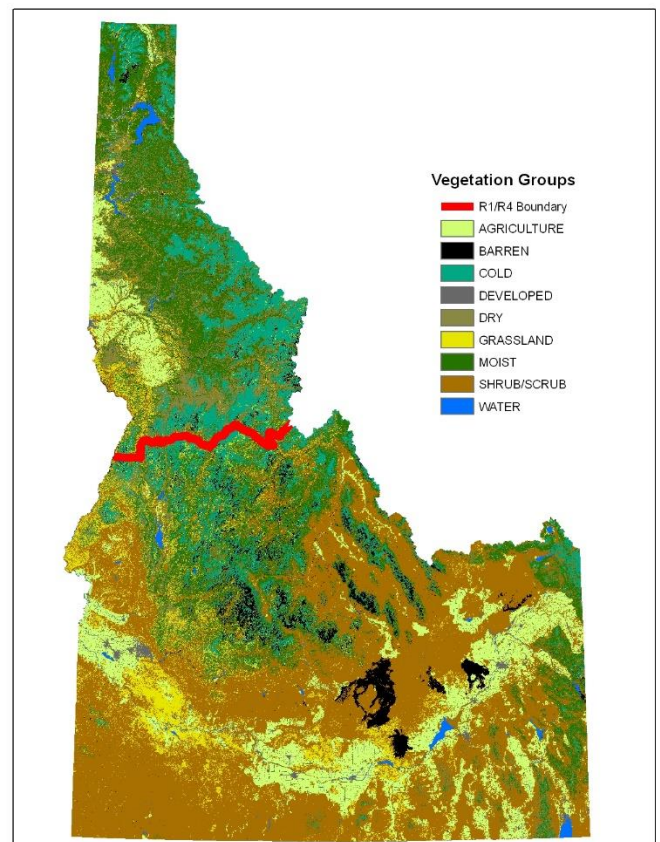 Vegetation Groups
R1/R4 Boundary
AGRICULTURE
BARREN
COLD
DEVELOPED
DRY
GRASSLAND
MOIST
SHRUB/SCRUB
WATER